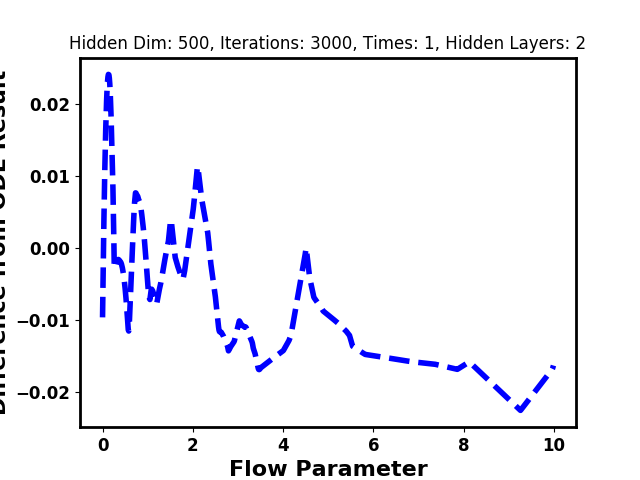 Hidden Dim: 500, Iterations: 3000, Times: 1, Hidden Layers: 2
Difference from ODE Result
0.02
0.01
0.00
−0.01
−0.02
0 2 4 6 8 10
Flow Parameter